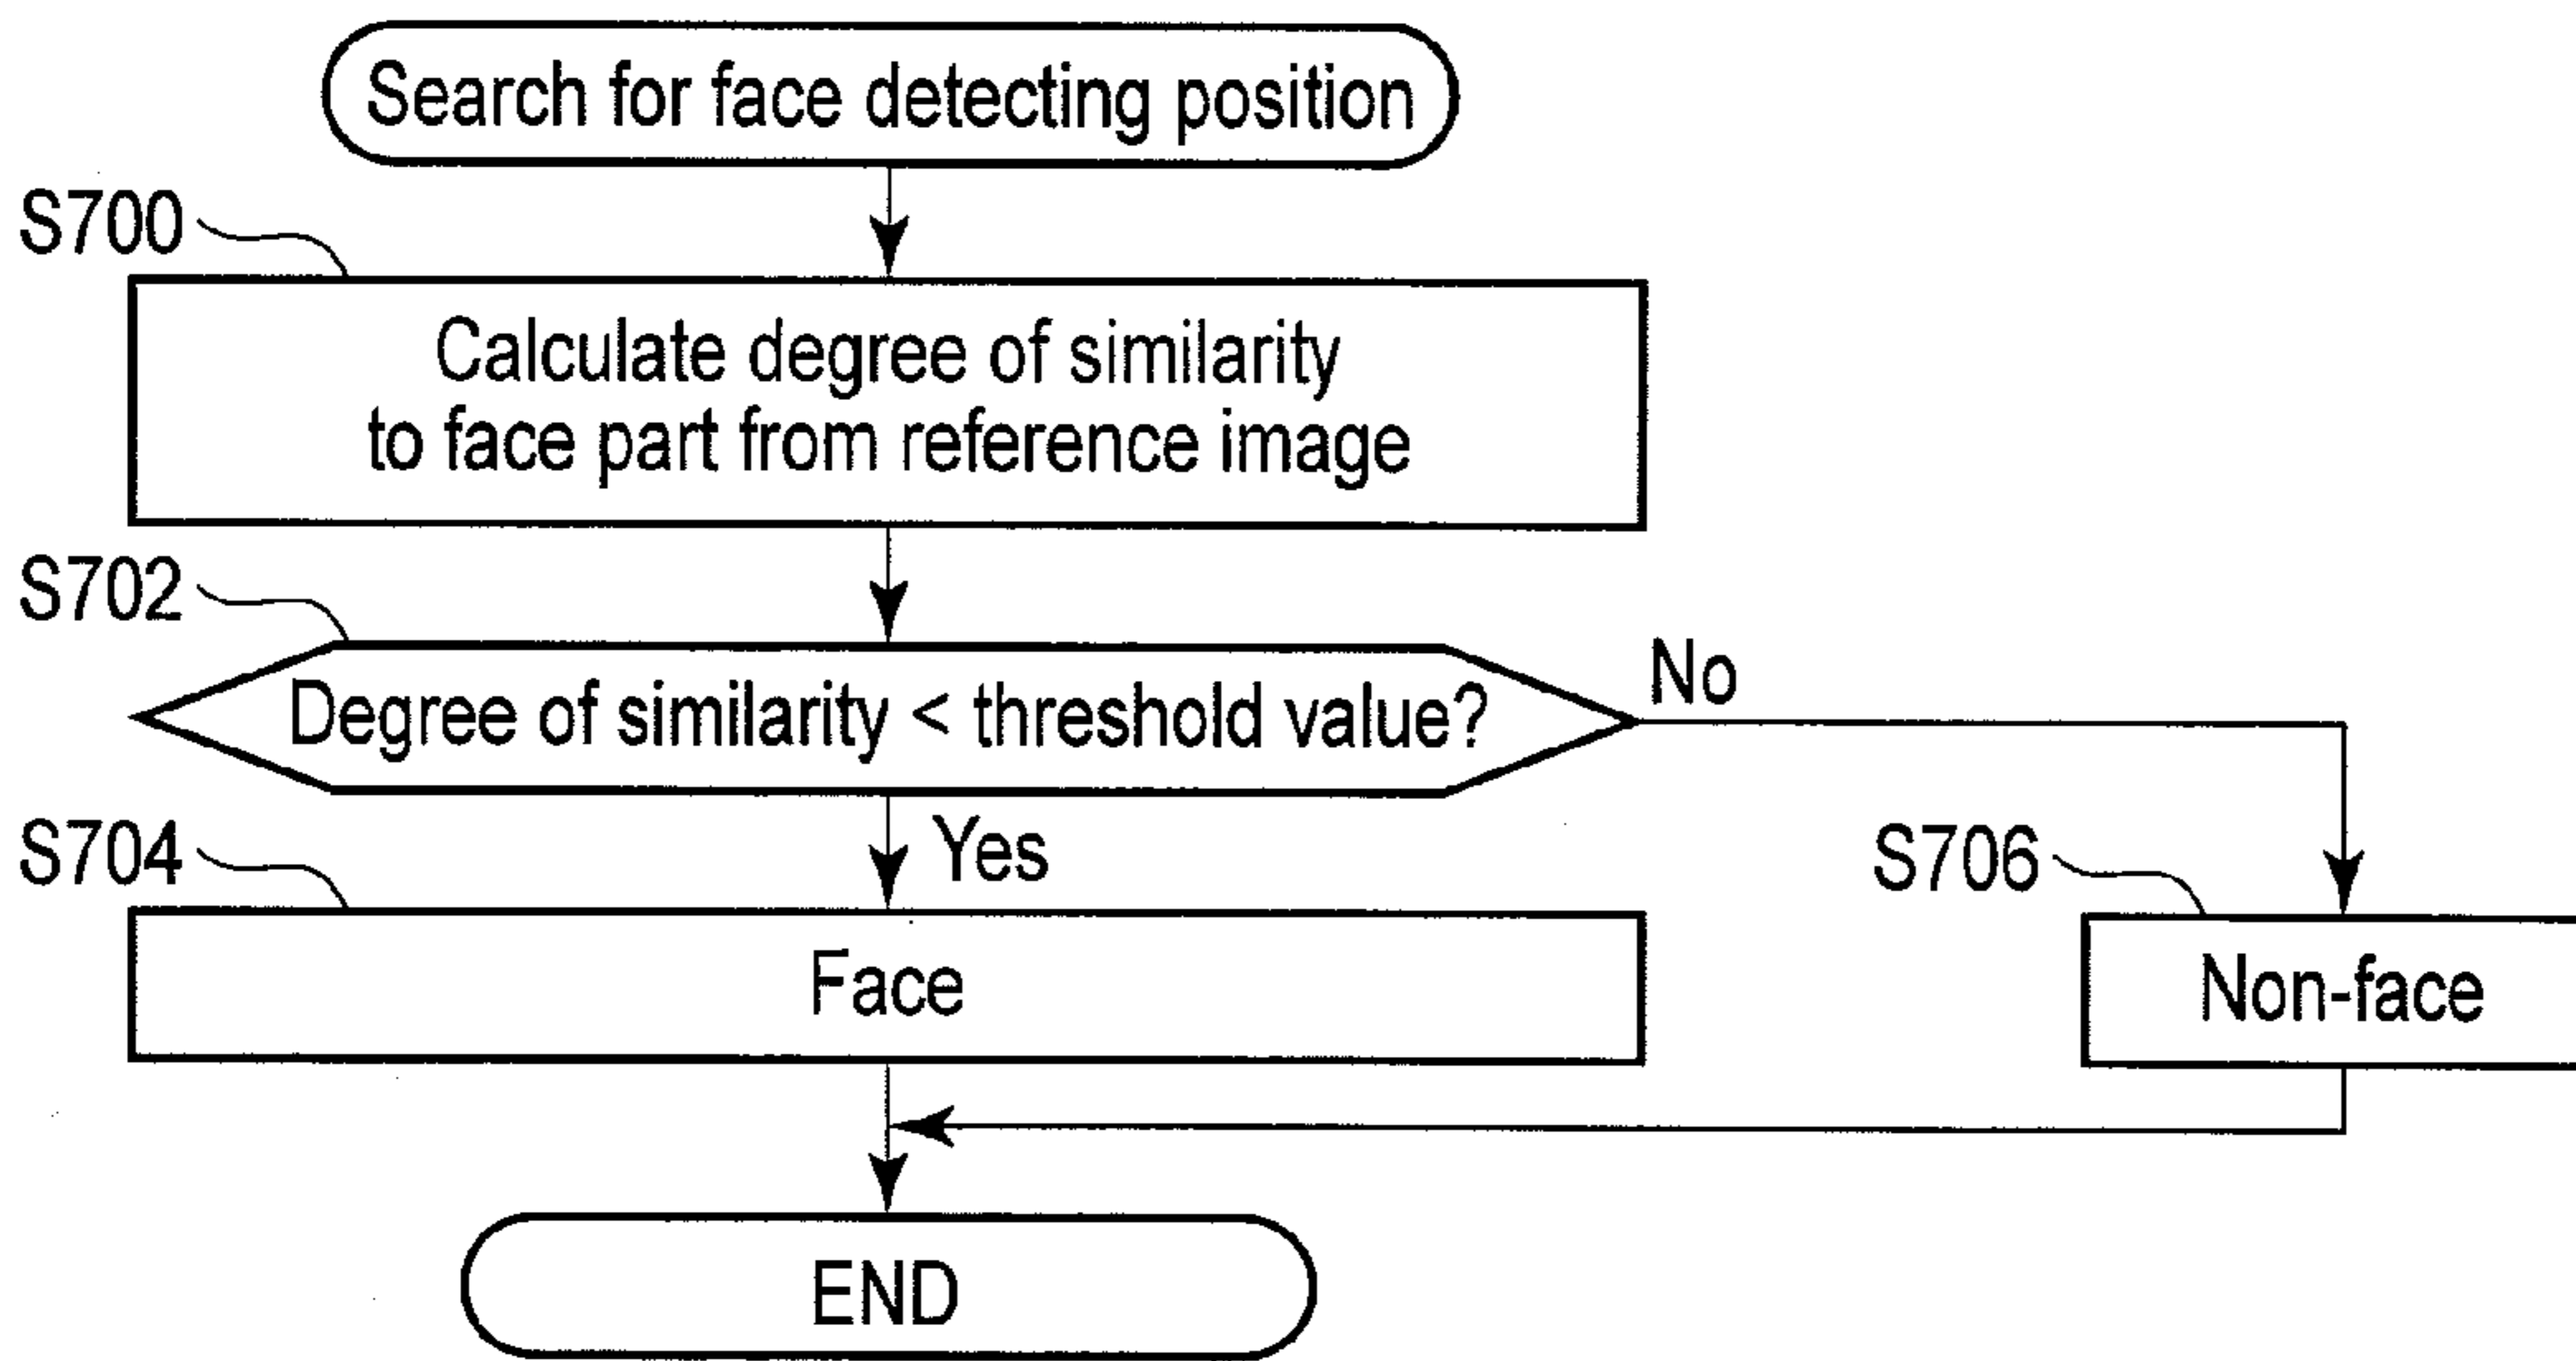 Search for face detecting position
S700
Calculate degree of similarity
to face part from reference image
S702
Degree of similarity < threshold value?
No
Yes
S704
Face
S706
Non-face
END